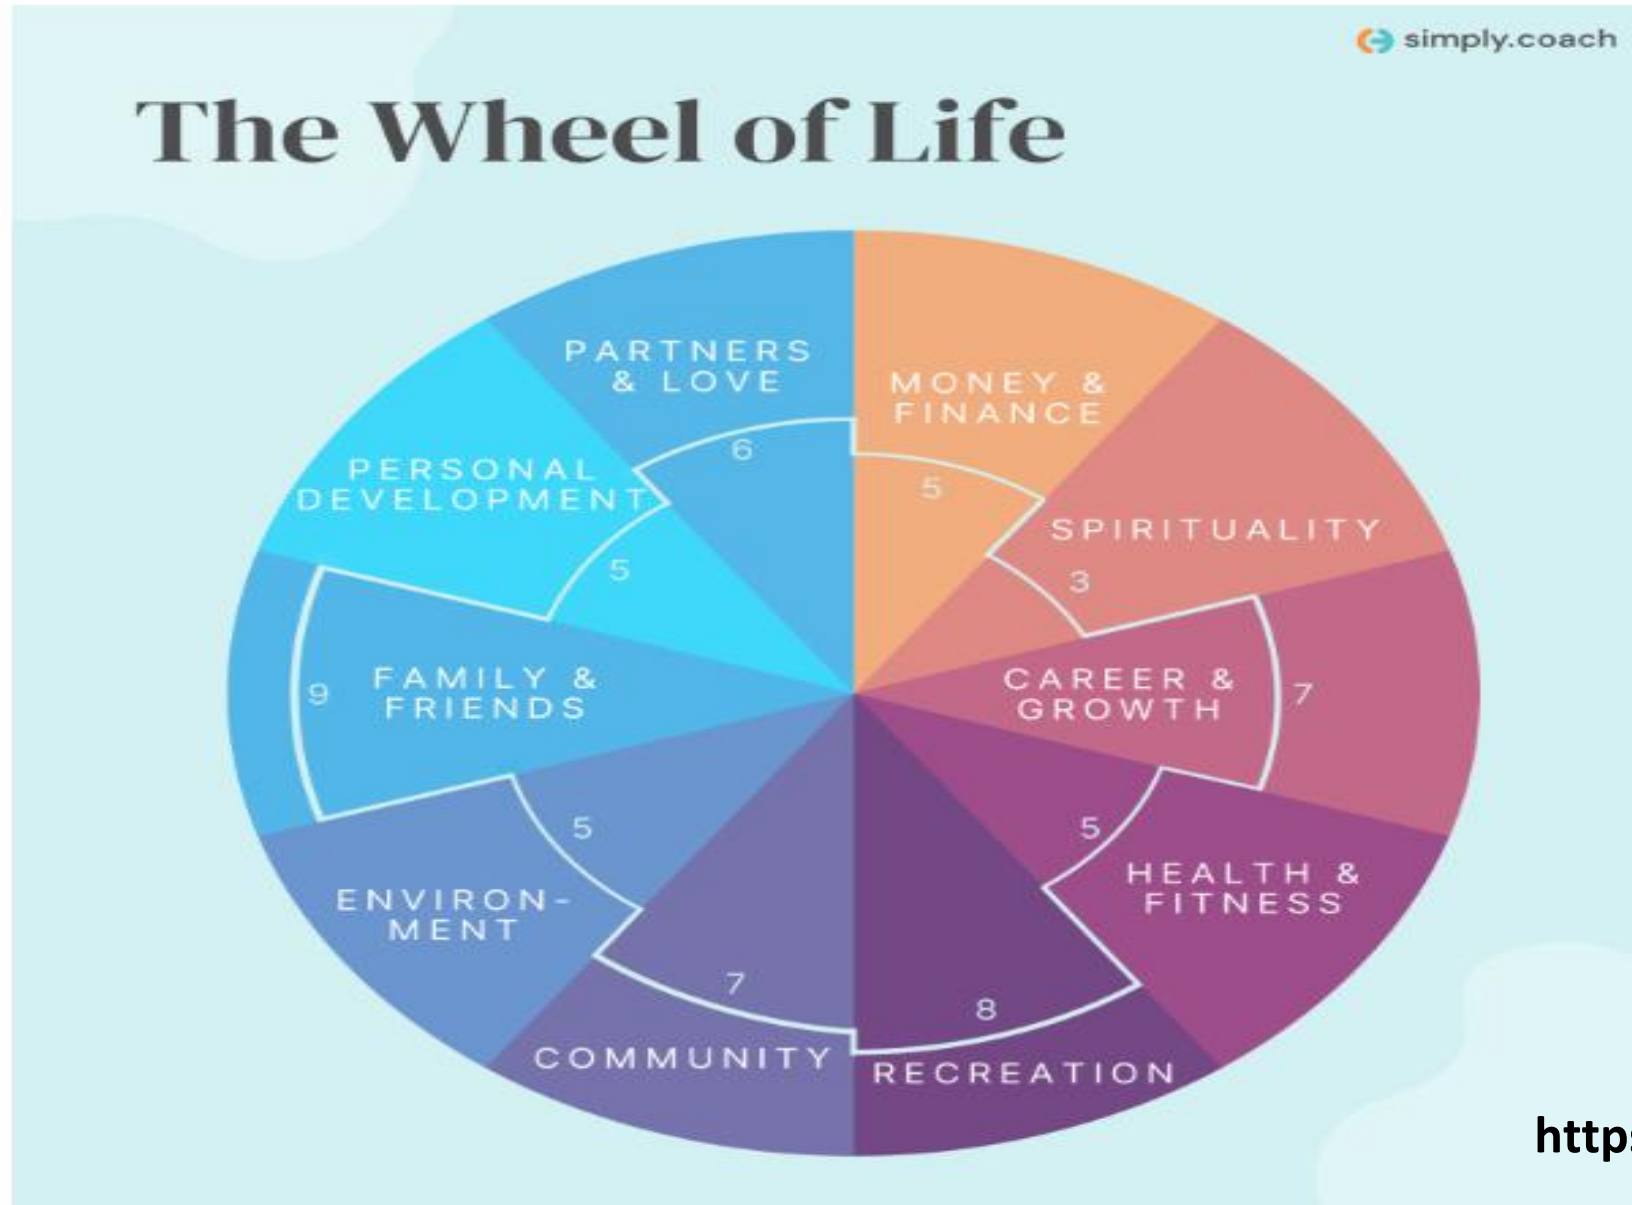 simply.coach
The Wheel of Life
PARTNERS
& LOVE
6
MONEY &
FINANCE
5
SPIRITUALITY
3
CAREER &
GROWTH
7
HEALTH &
FITNESS
5
RECREATION
8
COMMUNITY
7
ENVIRON-
MENT
5
FAMILY &
FRIENDS
9
PERSONAL
DEVELOPMENT
5